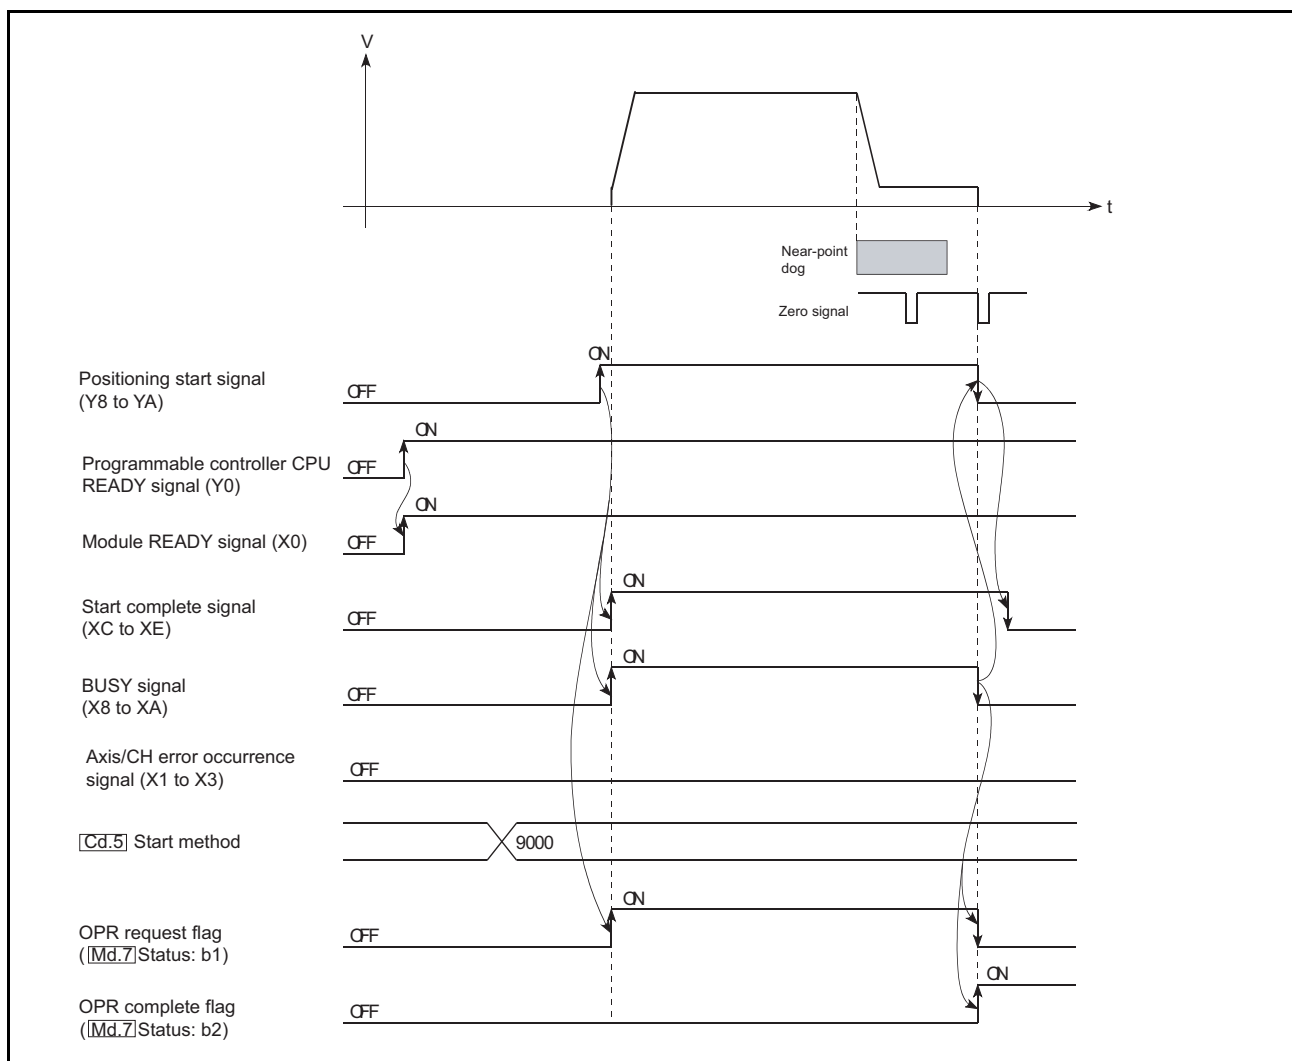 V
t
Near-point
dog
Zero signal
ON
Positioning start signal
(Y8 to YA)
OFF
ON
Programmable controller CPU
READY signal (Y0)
OFF
ON
Module READY signal (X0)
OFF
ON
Start complete signal
(XC to XE)
OFF
ON
BUSY signal
(X8 to XA)
OFF
Axis/CH error occurrence
signal (X1 to X3)
OFF
Cd.5 Start method
9000
ON
OPR request flag
( Md.7 Status: b1)
OFF
ON
OPR complete flag
( Md.7 Status: b2)
OFF